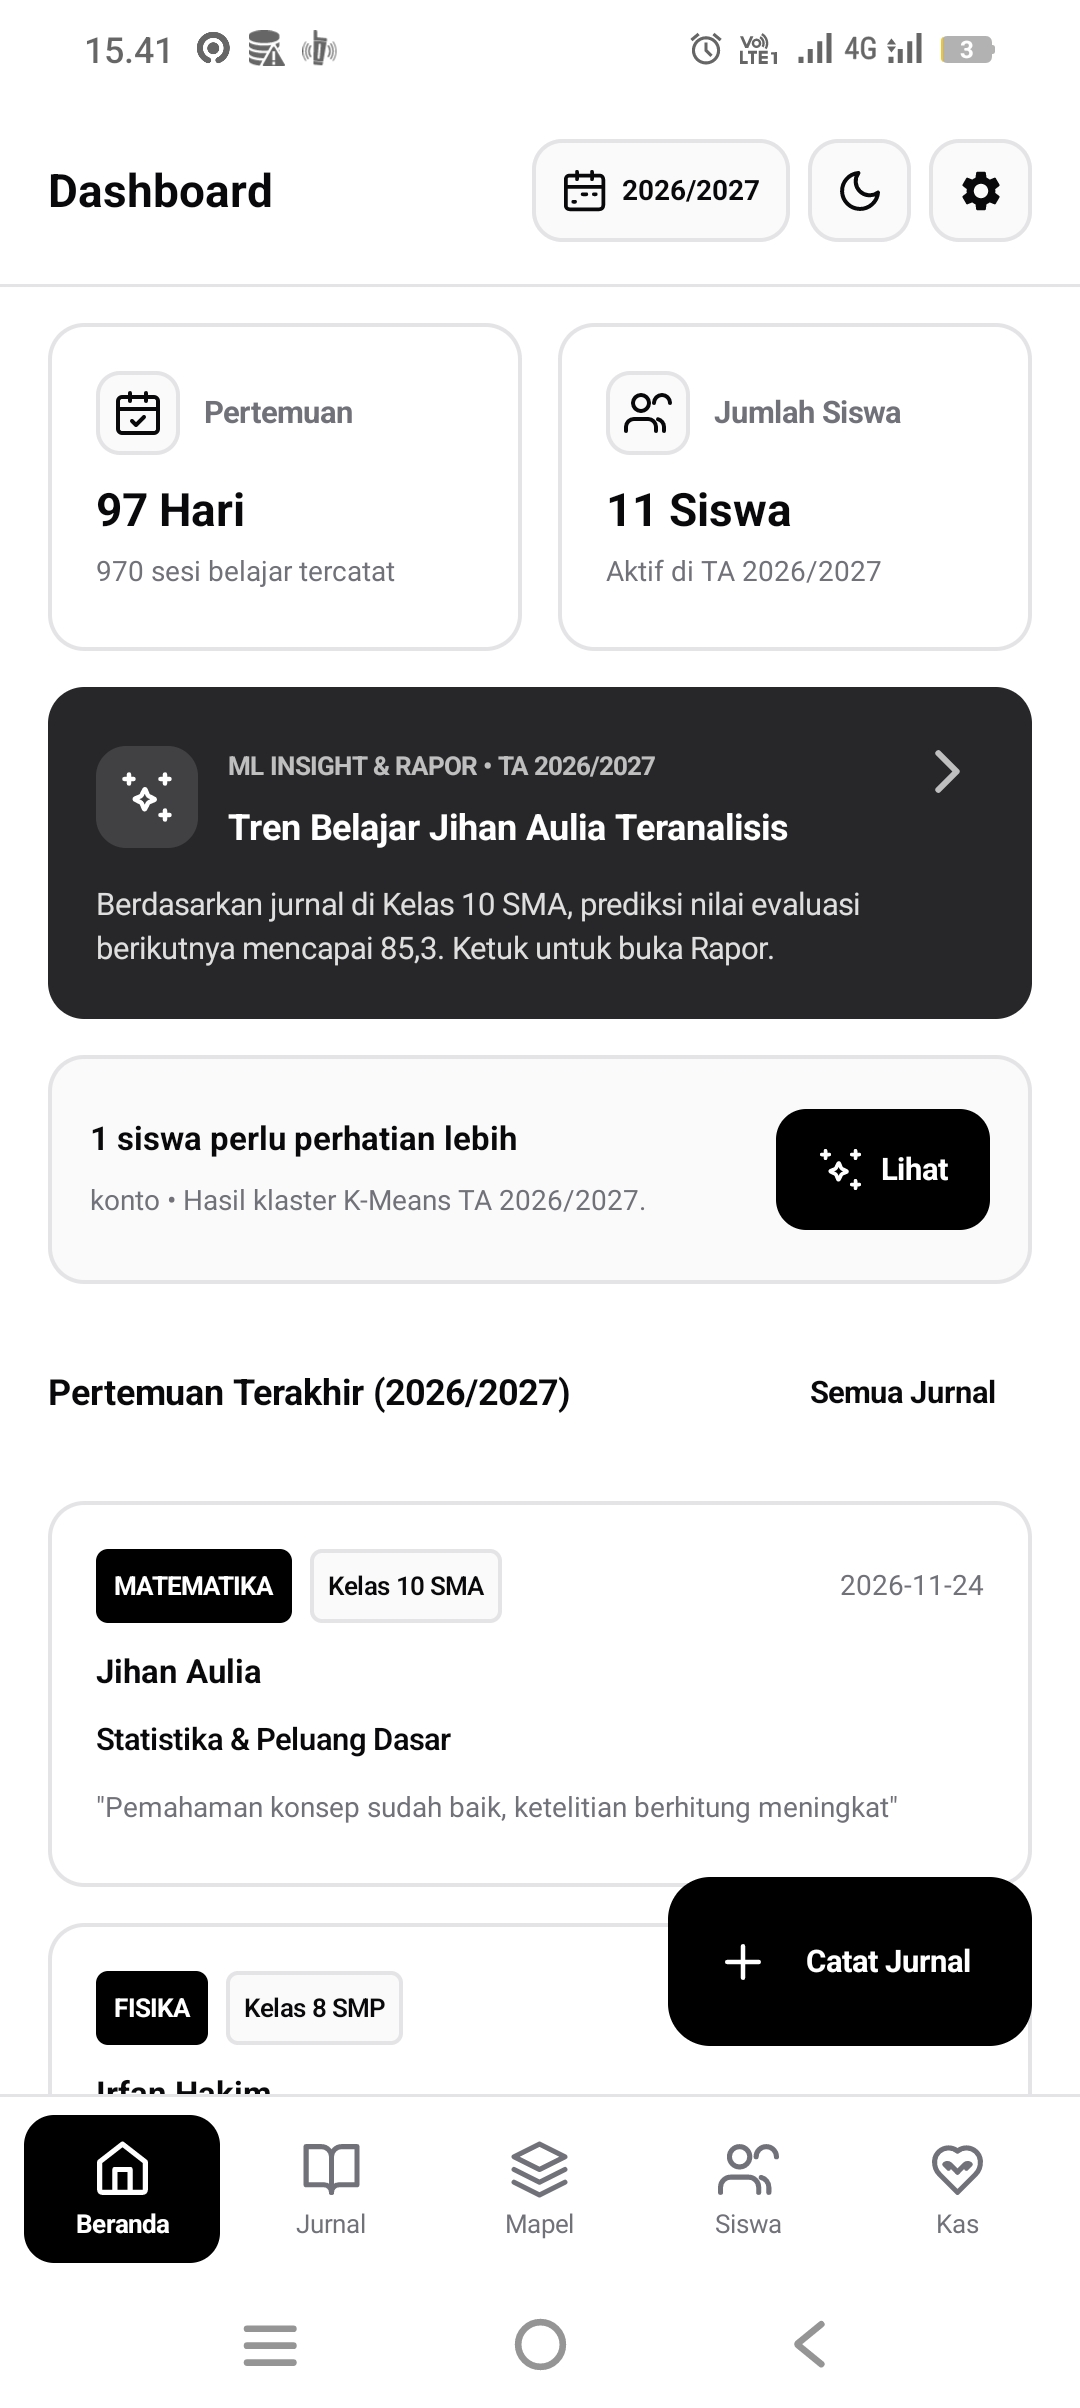 15.41
Vo))
LTE1
4G
3
Dashboard
2026/2027
Pertemuan
97 Hari
970 sesi belajar tercatat
Jumlah Siswa
11 Siswa
Aktif di TA 2026/2027
ML INSIGHT & RAPOR • TA 2026/2027
Tren Belajar Jihan Aulia Teranalisis
Berdasarkan jurnal di Kelas 10 SMA, prediksi nilai evaluasi
berikutnya mencapai 85,3. Ketuk untuk buka Rapor.
1 siswa perlu perhatian lebih
konto • Hasil klaster K-Means TA 2026/2027.
Lihat
Pertemuan Terakhir (2026/2027)
Semua Jurnal
MATEMATIKA
Kelas 10 SMA
2026-11-24
Jihan Aulia
Statistika & Peluang Dasar
"Pemahaman konsep sudah baik, ketelitian berhitung meningkat"
Catat Jurnal
FISIKA
Kelas 8 SMP
Irfan Hakim
Beranda
Jurnal
Mapel
Siswa
Kas